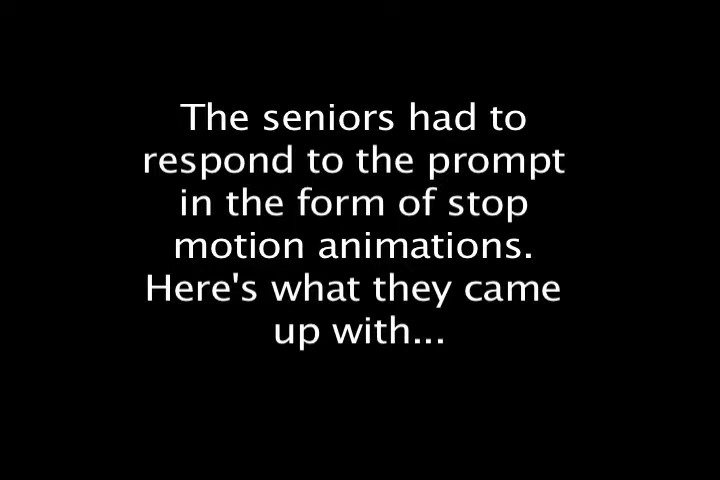 The seniors had to
respond to the prompt
in the form of stop
motion animations.
Here's what they came
up with...